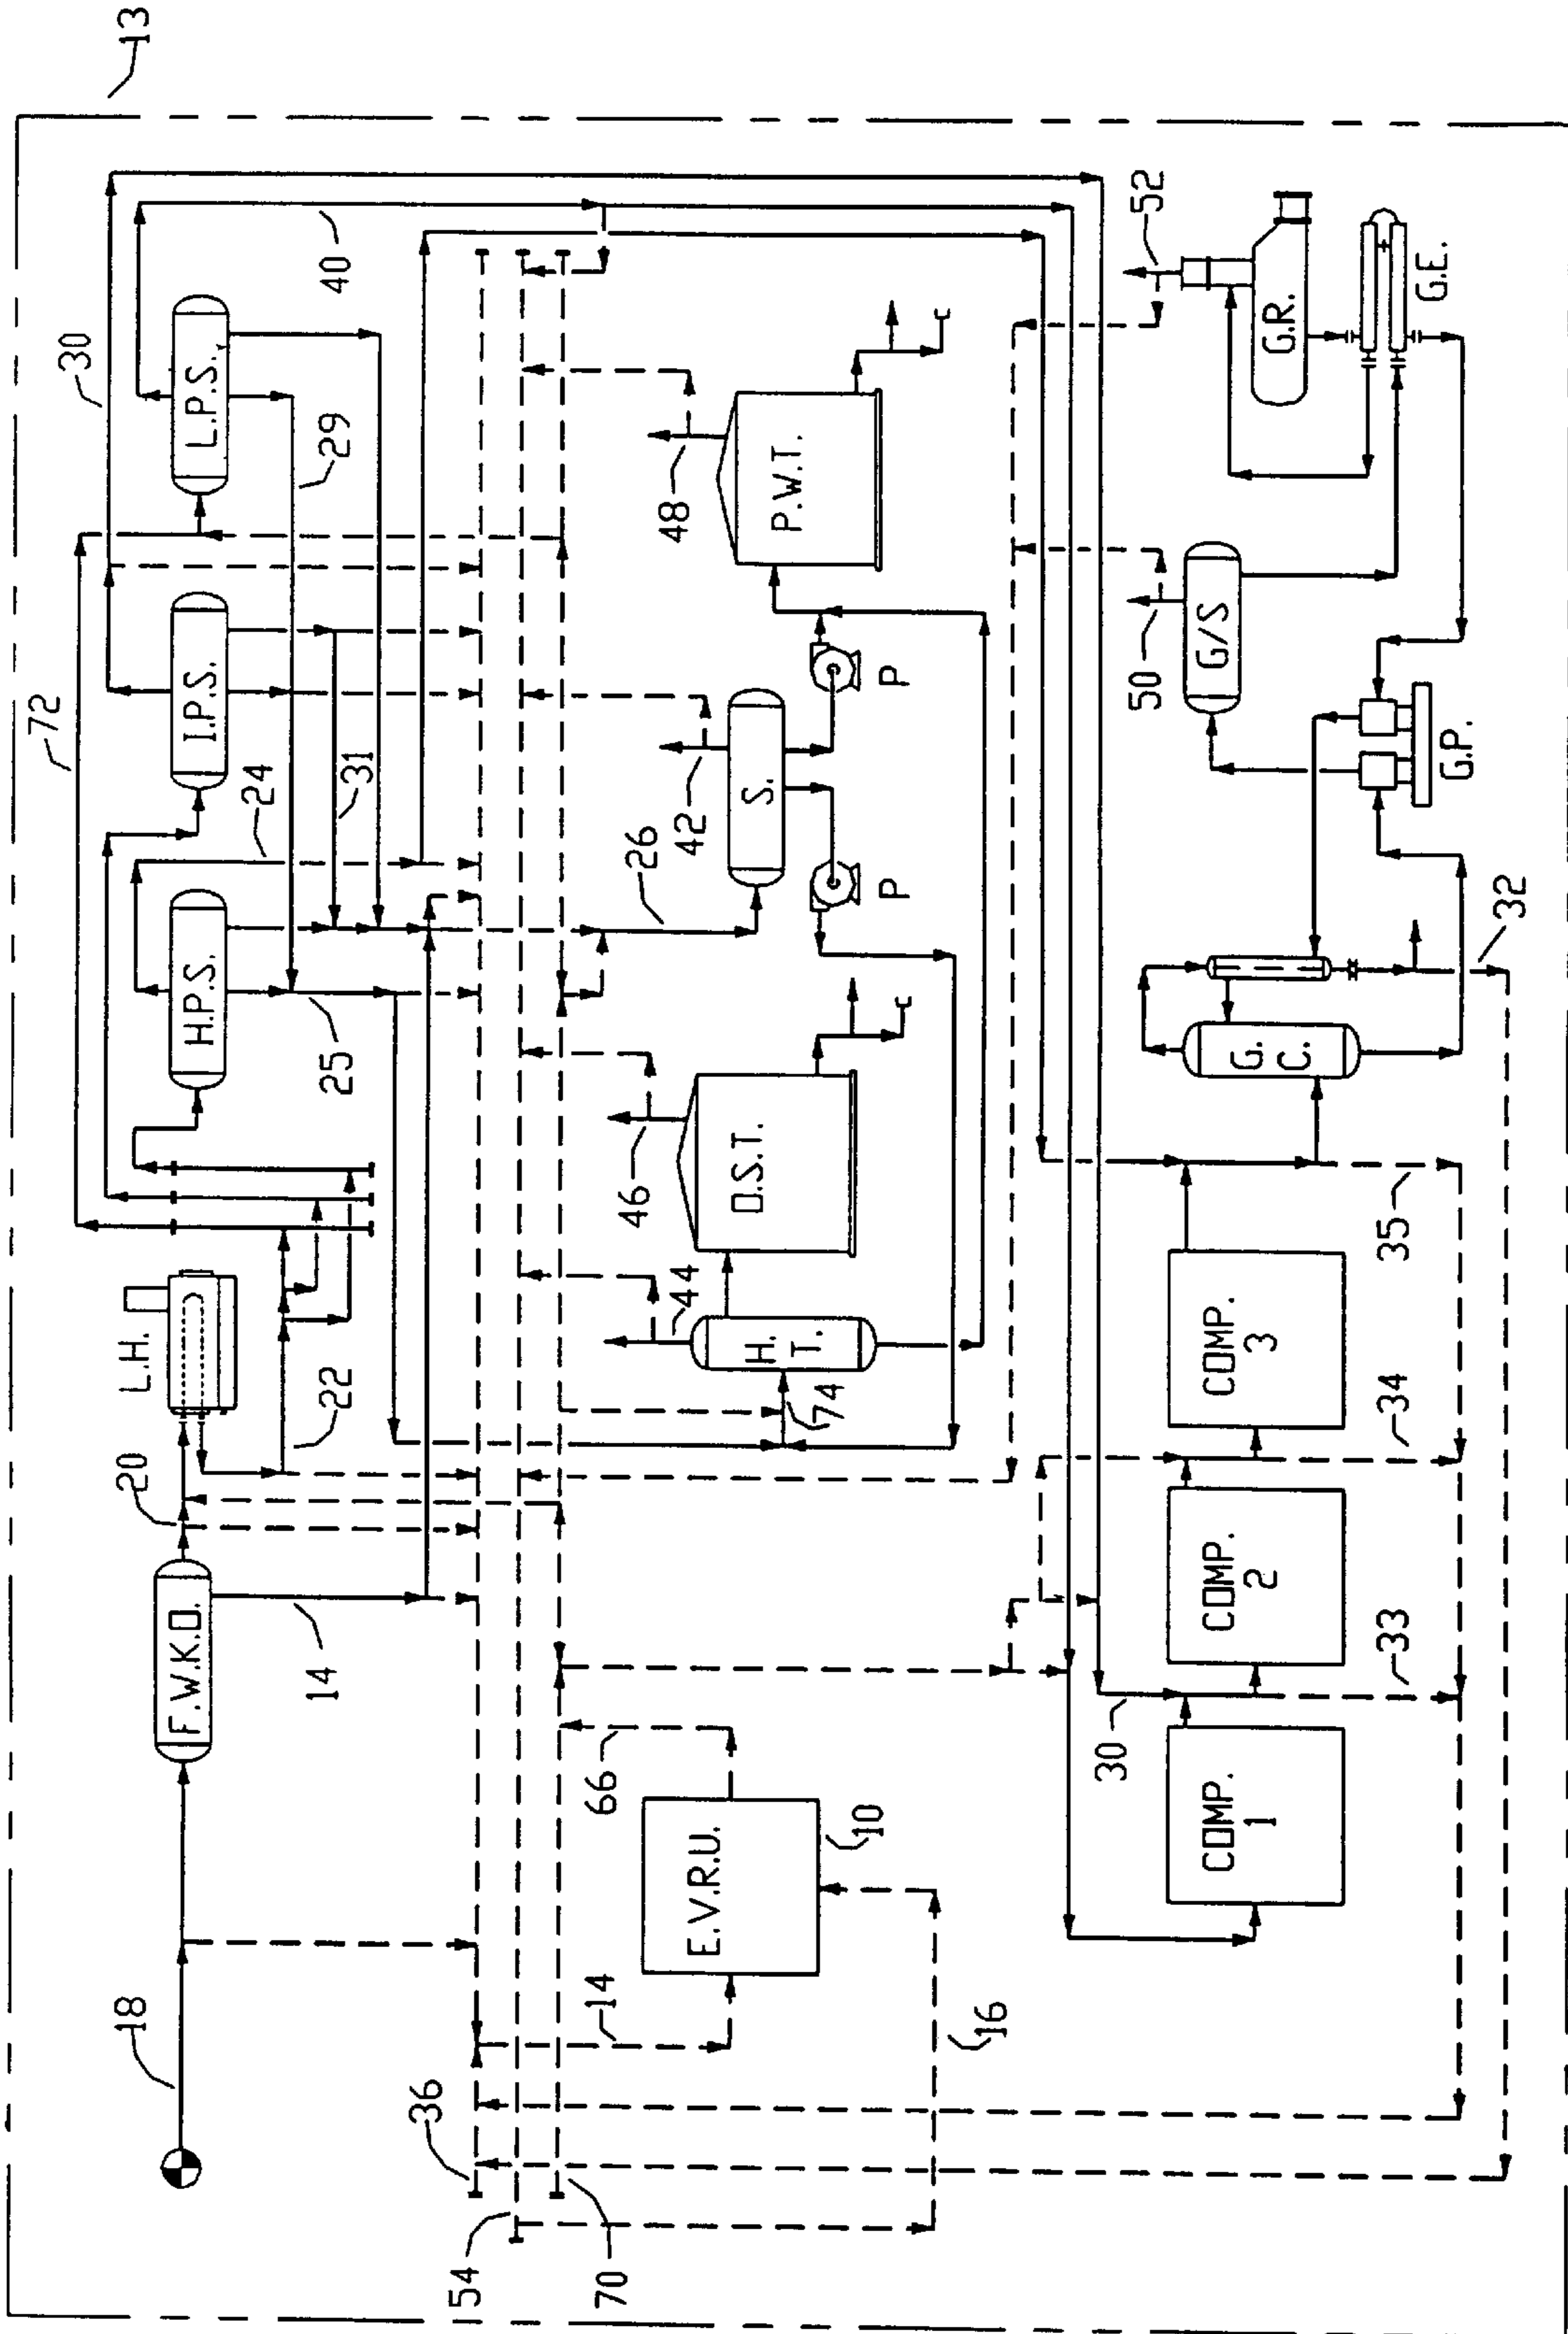 18
20
L.H.
72
30
13
F.W.K.O.
H.P.S.
I.P.S.
L.P.S.
14
22
25
24
31
29
40
36
54
70
14
66
46
26
42
48
44
E.V.R.U.
10
H.
T.
O.S.T.
S.
P.W.T.
74
P
P
16
30
50
52
COMP.
1
COMP.
2
COMP.
3
G.
C.
G/S
G.R.
33
34
35
32
G.P.
G.E.